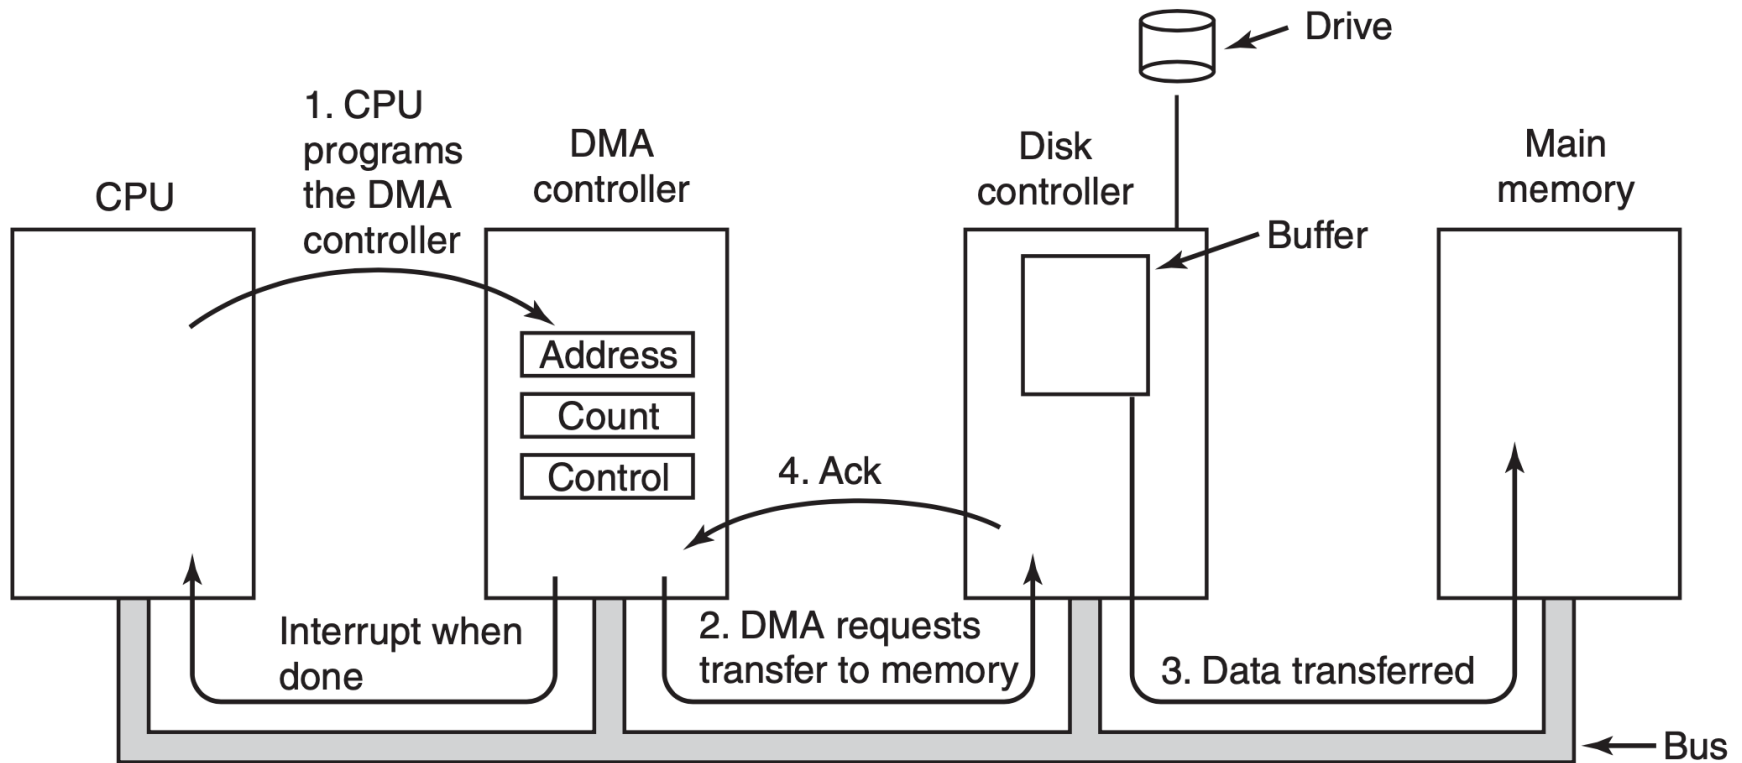 Drive
1. CPU
programs
the DMA
controller
CPU
DMA
controller
Disk
controller
Main
memory
Buffer
Address
Count
Control
4. Ack
Interrupt when
done
2. DMA requests
transfer to memory
3. Data transferred
Bus